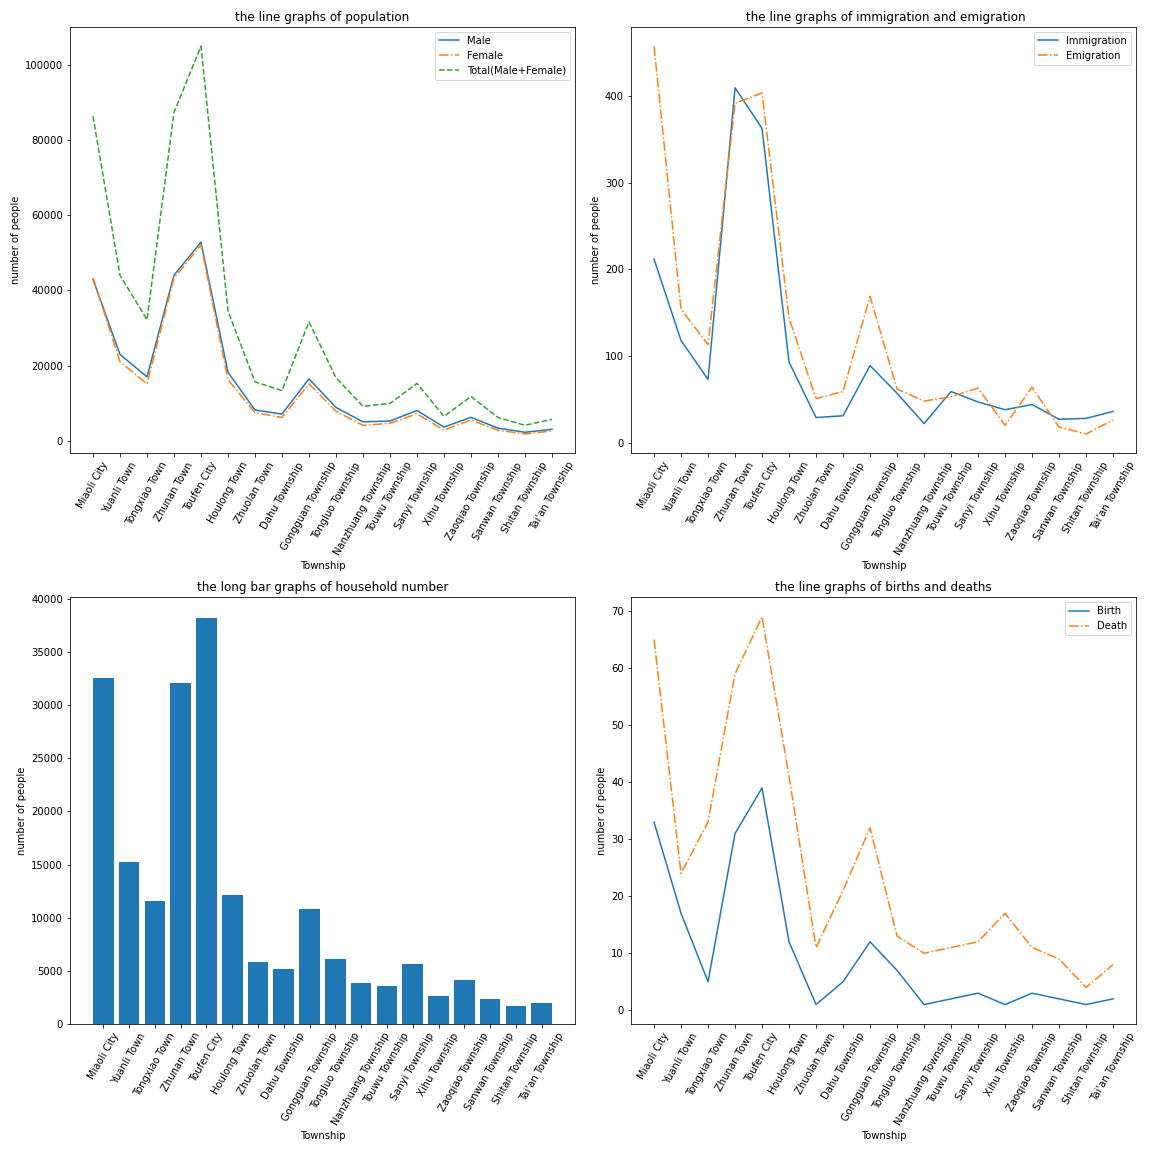 the line graphs of population
Male
Female
Total(Male+Female)
100000
80000
60000
40000
20000
0
number of people
Miaoli City
Yuanli Town
Tongxiao Town
Zhunan Town
Toufen City
Houlong Town
Zhuolan Town
Dahu Township
Gongguan Township
Tongluo Township
Nanzhuang Township
Touwu Township
Sanyi Township
Xihu Township
Zaoqiao Township
Sanwan Township
Shitan Township
Tai'an Township
Township
the line graphs of immigration and emigration
Immigration
Emigration
400
300
200
100
0
number of people
Miaoli City
Yuanli Town
Tongxiao Town
Zhunan Town
Toufen City
Houlong Town
Zhuolan Town
Dahu Township
Gongguan Township
Tongluo Township
Nanzhuang Township
Touwu Township
Sanyi Township
Xihu Township
Zaoqiao Township
Sanwan Township
Shitan Township
Tai'an Township
Township
the long bar graphs of household number
40000
35000
30000
25000
20000
15000
10000
5000
0
number of people
Miaoli City
Yuanli Town
Tongxiao Town
Zhunan Town
Toufen City
Houlong Town
Zhuolan Town
Dahu Township
Gongguan Township
Tongluo Township
Nanzhuang Township
Touwu Township
Sanyi Township
Xihu Township
Zaoqiao Township
Sanwan Township
Shitan Township
Tai'an Township
Township
the line graphs of births and deaths
Birth
Death
70
60
50
40
30
20
10
0
number of people
Miaoli City
Yuanli Town
Tongxiao Town
Zhunan Town
Toufen City
Houlong Town
Zhuolan Town
Dahu Township
Gongguan Township
Tongluo Township
Nanzhuang Township
Touwu Township
Sanyi Township
Xihu Township
Zaoqiao Township
Sanwan Township
Shitan Township
Tai'an Township
Township